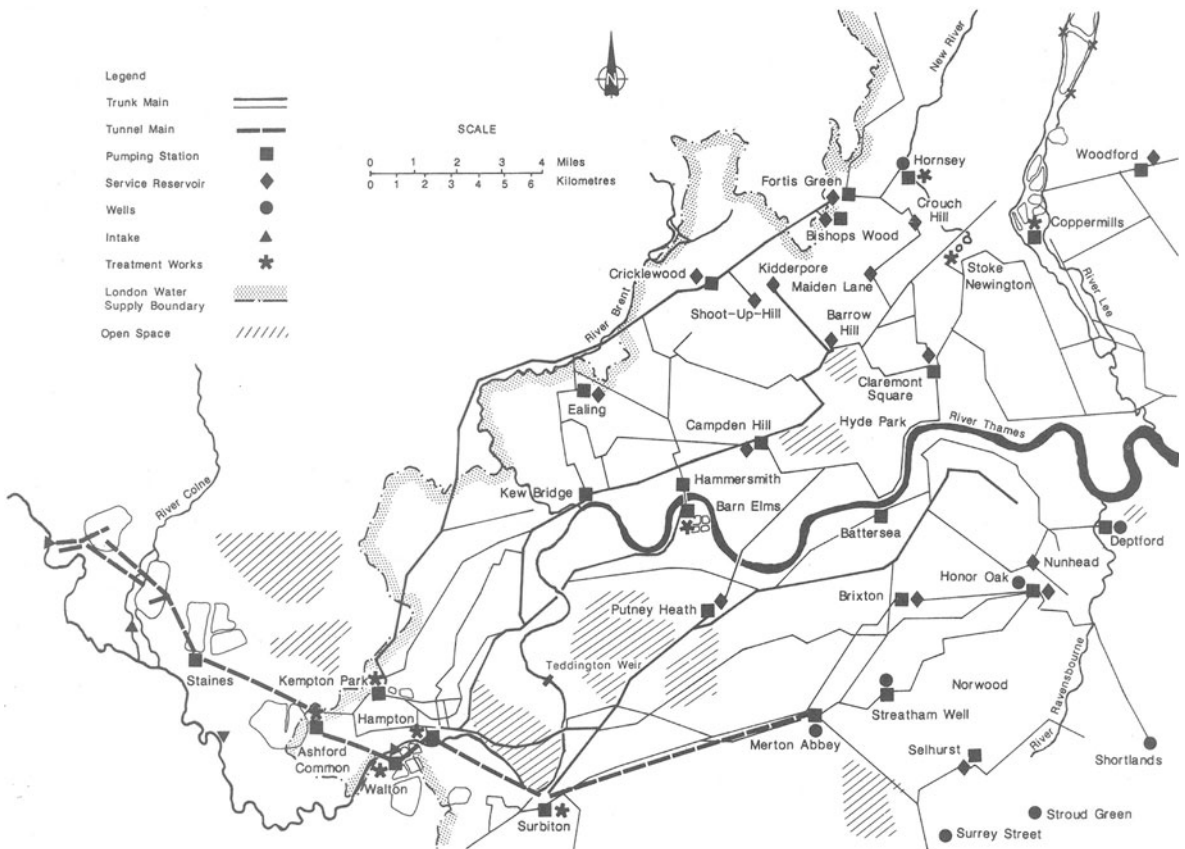 Legend
Trunk Main
Tunnel Main
Pumping Station
Service Reservoir
Wells
Intake
Treatment Works
London Water
Supply Boundary
Open Space
N
SCALE
0 1 2 3 4 Miles
0 1 2 3 4 5 6 Kilometres
New River
Hornsey
Woodford
Fortis Green
Crouch
Hill
Coppermills
Bishops Wood
Cricklewood
Kidderpore
Maiden Lane
Stoke
Newington
River Lee
River Brent
Shoot-Up-Hill
Barrow
Hill
Claremont
Square
Ealing
Campden Hill
Hyde Park
River Thames
River Colne
Hammersmith
Kew Bridge
Barn Elms
Battersea
Deptford
Nunhead
Honor Oak
Brixton
Putney Heath
Teddington Weir
Staines
Kempton Park
Norwood
River Ravensbourne
Streatham Well
Hampton
Ashford
Common
Merton Abbey
Selhurst
Shortlands
Walton
Surbiton
Stroud Green
Surrey Street